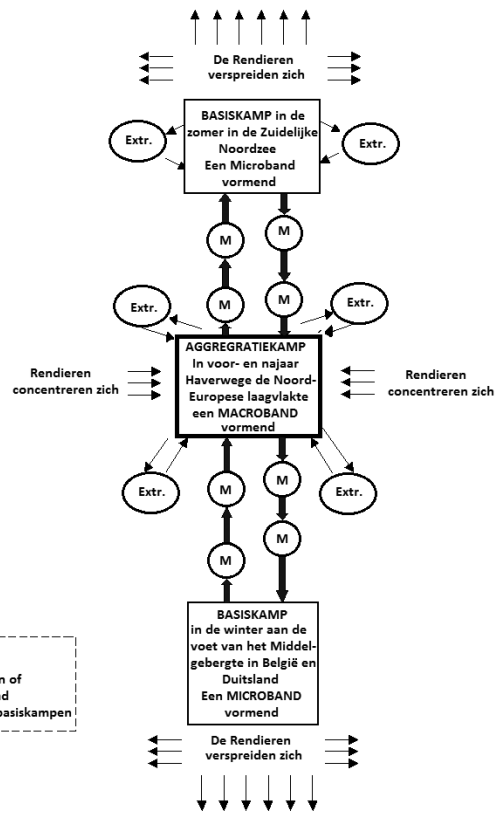 De Rendieren
verspreiden zich
BASISKAMP in de
zomer in de Zuidelijke
Noordzee
Een Microband
vormend
Extr.
Extr.
M
M
M
M
Extr.
Extr.
AGGREGRATIEKAMP
In voor- en najaar
Haverwege de Noord-
Europese laagvlakte
een MACROBAND
vormend
Rendieren
concentreren zich
Rendieren
concentreren zich
Extr.
Extr.
M
M
M
M
BASISKAMP
in de winter aan de
voet van het Middel-
gebergte in België en
Duitsland
Een MICROBAND
vormend
n of
nd
basiskampen
De Rendieren
verspreiden zich